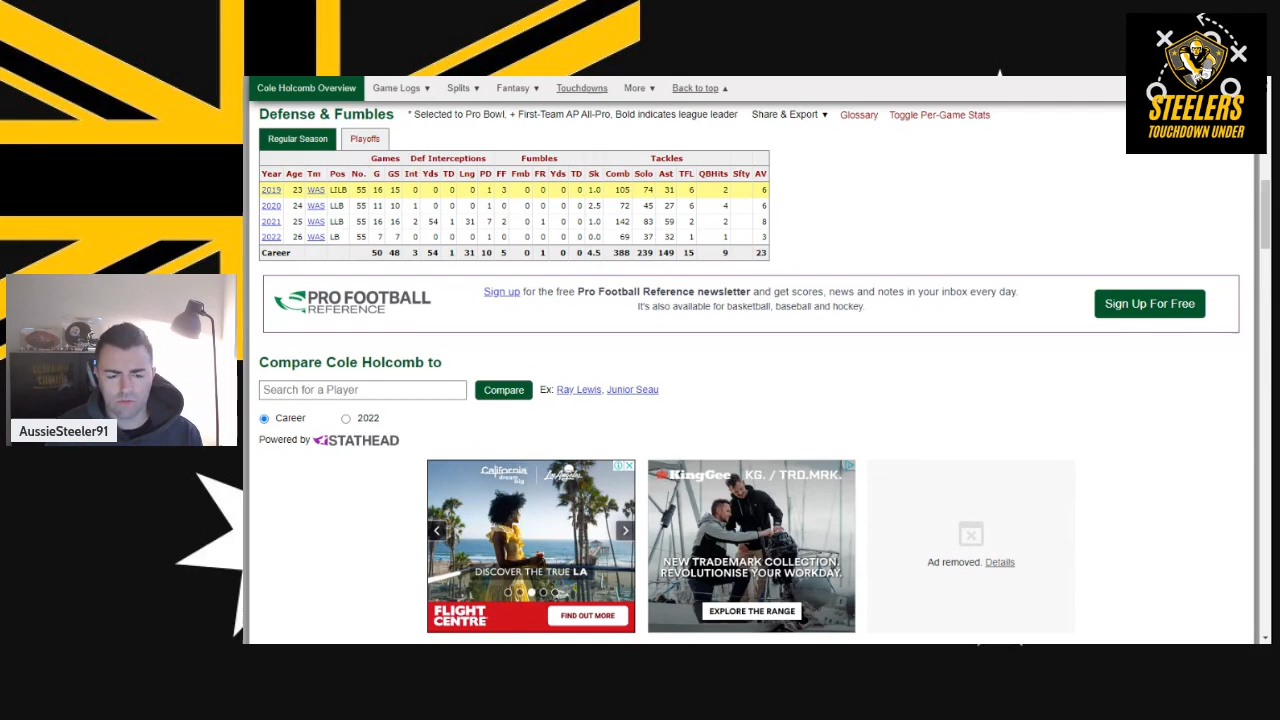 Cole Holcomb Overview Game Logs ▼ Splits ▼ Fantasy ▼ Touchdowns More ▼ Back to top ▲
Defense & Fumbles * Selected to Pro Bowl, + First-Team AP All-Pro, Bold indicates league leader Share & Export ▼ Glossary Toggle Per-Game Stats
Regular Season Playoffs
Games Def Interceptions Fumbles Tackles
Year Age Tm Pos No. G GS Int Yds TD Lng PD FF Fmb FR Yds TD Sk Comb Solo Ast TFL QBHits Sfty AV
2019 23 WAS LILB 55 16 15 0 0 0 0 1 3 0 0 0 0 1.0 105 74 31 6 2 6
2020 24 WAS LLB 55 11 10 1 0 0 0 1 0 0 0 0 0 2.5 72 45 27 6 4 6
2021 25 WAS LLB 55 16 16 2 54 1 31 7 2 0 1 0 0 1.0 142 83 59 2 2 8
2022 26 WAS LB 55 7 7 0 0 0 0 1 0 0 0 0 0 0.0 69 37 32 1 1 3
Career 50 48 3 54 1 31 10 5 0 1 0 0 4.5 388 239 149 15 9 23
PRO FOOTBALL
REFERENCE
Sign up for the free Pro Football Reference newsletter and get scores, news and notes in your inbox every day.
It's also available for basketball, baseball and hockey.
Sign Up For Free
Compare Cole Holcomb to
Search for a Player Compare Ex: Ray Lewis, Junior Seau
Career 2022
Powered by STATHEAD
California
dream big
Los Angeles
DISCOVER THE TRUE LA
FLIGHT
CENTRE
FIND OUT MORE
KingGee KG. / TRD.MRK.
NEW TRADEMARK COLLECTION.
REVOLUTIONISE YOUR WORKDAY.
EXPLORE THE RANGE
Ad removed. Details
AussieSteeler91
STEELERS
TOUCHDOWN UNDER